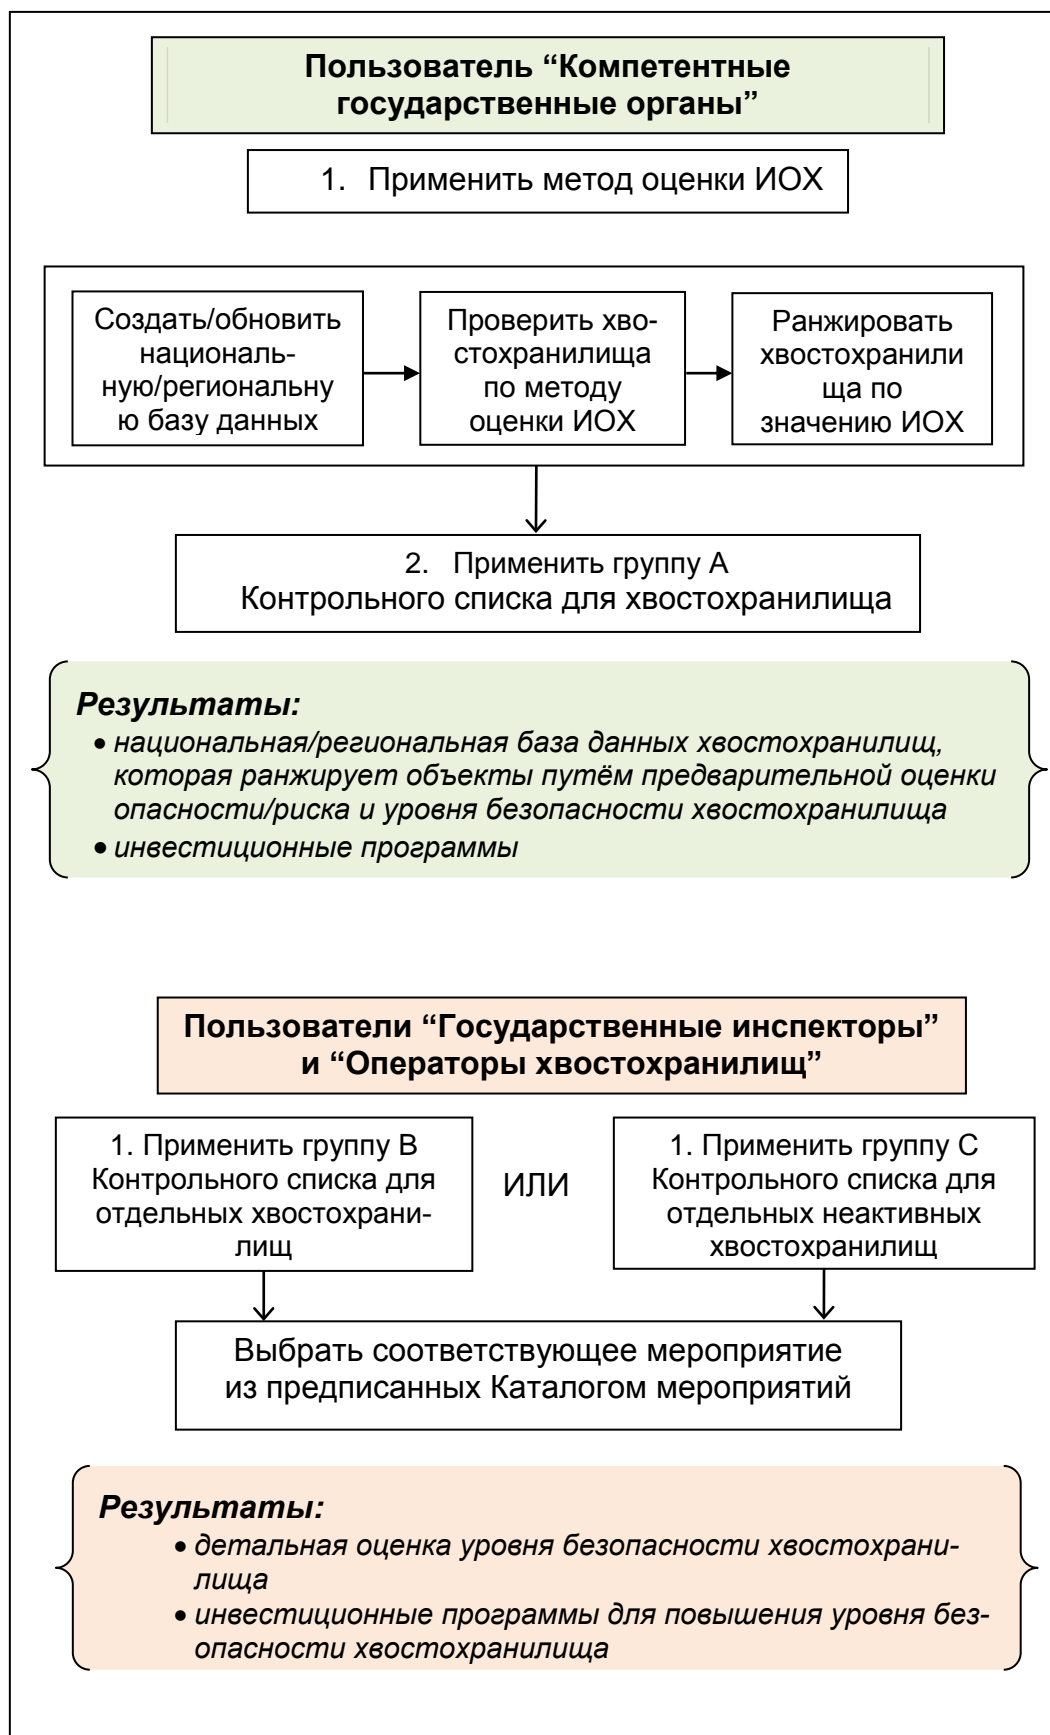 Пользователь “Компетентные
государственные органы”
1. Применить метод оценки ИОХ
Создать/обновить
националь-
ную/региональну
ю базу данных
Проверить хво-
стохранилища
по методу
оценки ИОХ
Ранжировать
хвостохранили
ща по
значению ИОХ
2. Применить группу А
Контрольного списка для хвостохранилища
Результаты:
• национальная/региональная база данных хвостохранилищ,
которая ранжирует объекты путём предварительной оценки
опасности/риска и уровня безопасности хвостохранилища
• инвестиционные программы
Пользователи “Государственные инспекторы”
и “Операторы хвостохранилищ”
1. Применить группу В
Контрольного списка для
отдельных хвостохрани-
лищ
ИЛИ
1. Применить группу С
Контрольного списка для
отдельных неактивных
хвостохранилищ
Выбрать соответствующее мероприятие
из предписанных Каталогом мероприятий
Результаты:
• детальная оценка уровня безопасности хвостохрани-
лища
• инвестиционные программы для повышения уровня без-
опасности хвостохранилища